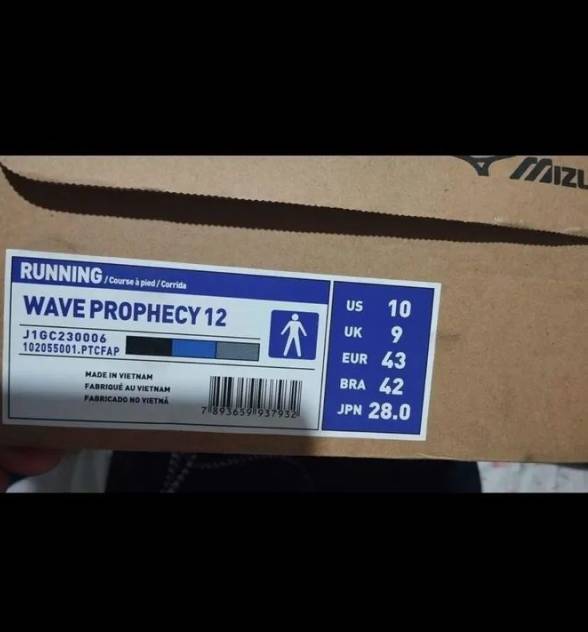 MIZU
RUNNING / Course à pied / Corrida
WAVE PROPHECY 12
J1GC230006
102055001.PTCFAP
MADE IN VIETNAM
FABRIQUÉ AU VIETNAM
FABRICADO NO VIETNÃ
7 893659 937932
US 10
UK 9
EUR 43
BRA 42
JPN 28.0